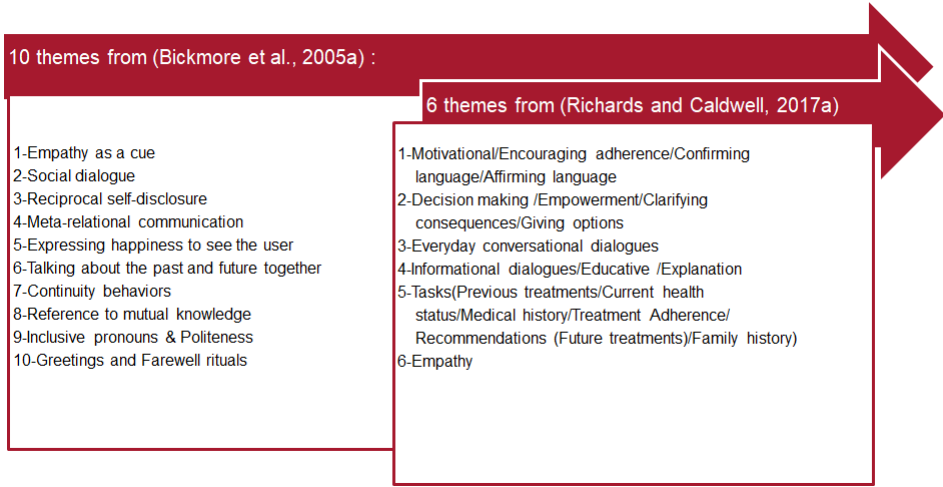 10 themes from (Bickmore et al., 2005a) :
1-Empathy as a cue
2-Social dialogue
3-Reciprocal self-disclosure
4-Meta-relational communication
5-Expressing happiness to see the user
6-Talking about the past and future together
7-Continuity behaviors
8-Reference to mutual knowledge
9-Inclusive pronouns & Politeness
10-Greetings and Farewell rituals
6 themes from (Richards and Caldwell, 2017a)
1-Motivational/Encouraging adherence/Confirming
language/Affirming language
2-Decision making /Empowerment/Clarifying
consequences/Giving options
3-Everyday conversational dialogues
4-Informational dialogues/Educative /Explanation
5-Tasks(Previous treatments/Current health
status/Medical history/Treatment Adherence/
Recommendations (Future treatments)/Family history)
6-Empathy